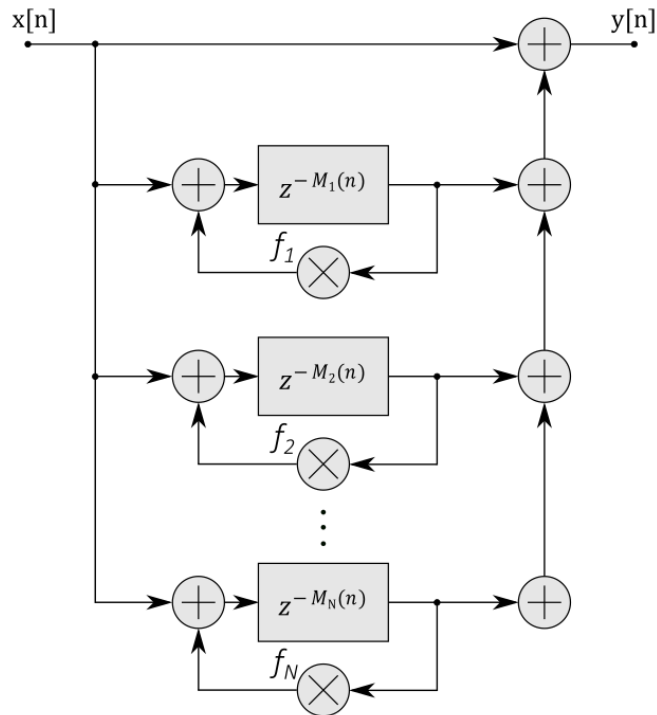 x[n] y[n]
z^{-M_1(n)}
f_1
z^{-M_2(n)}
f_2
⋮
z^{-M_N(n)}
f_N